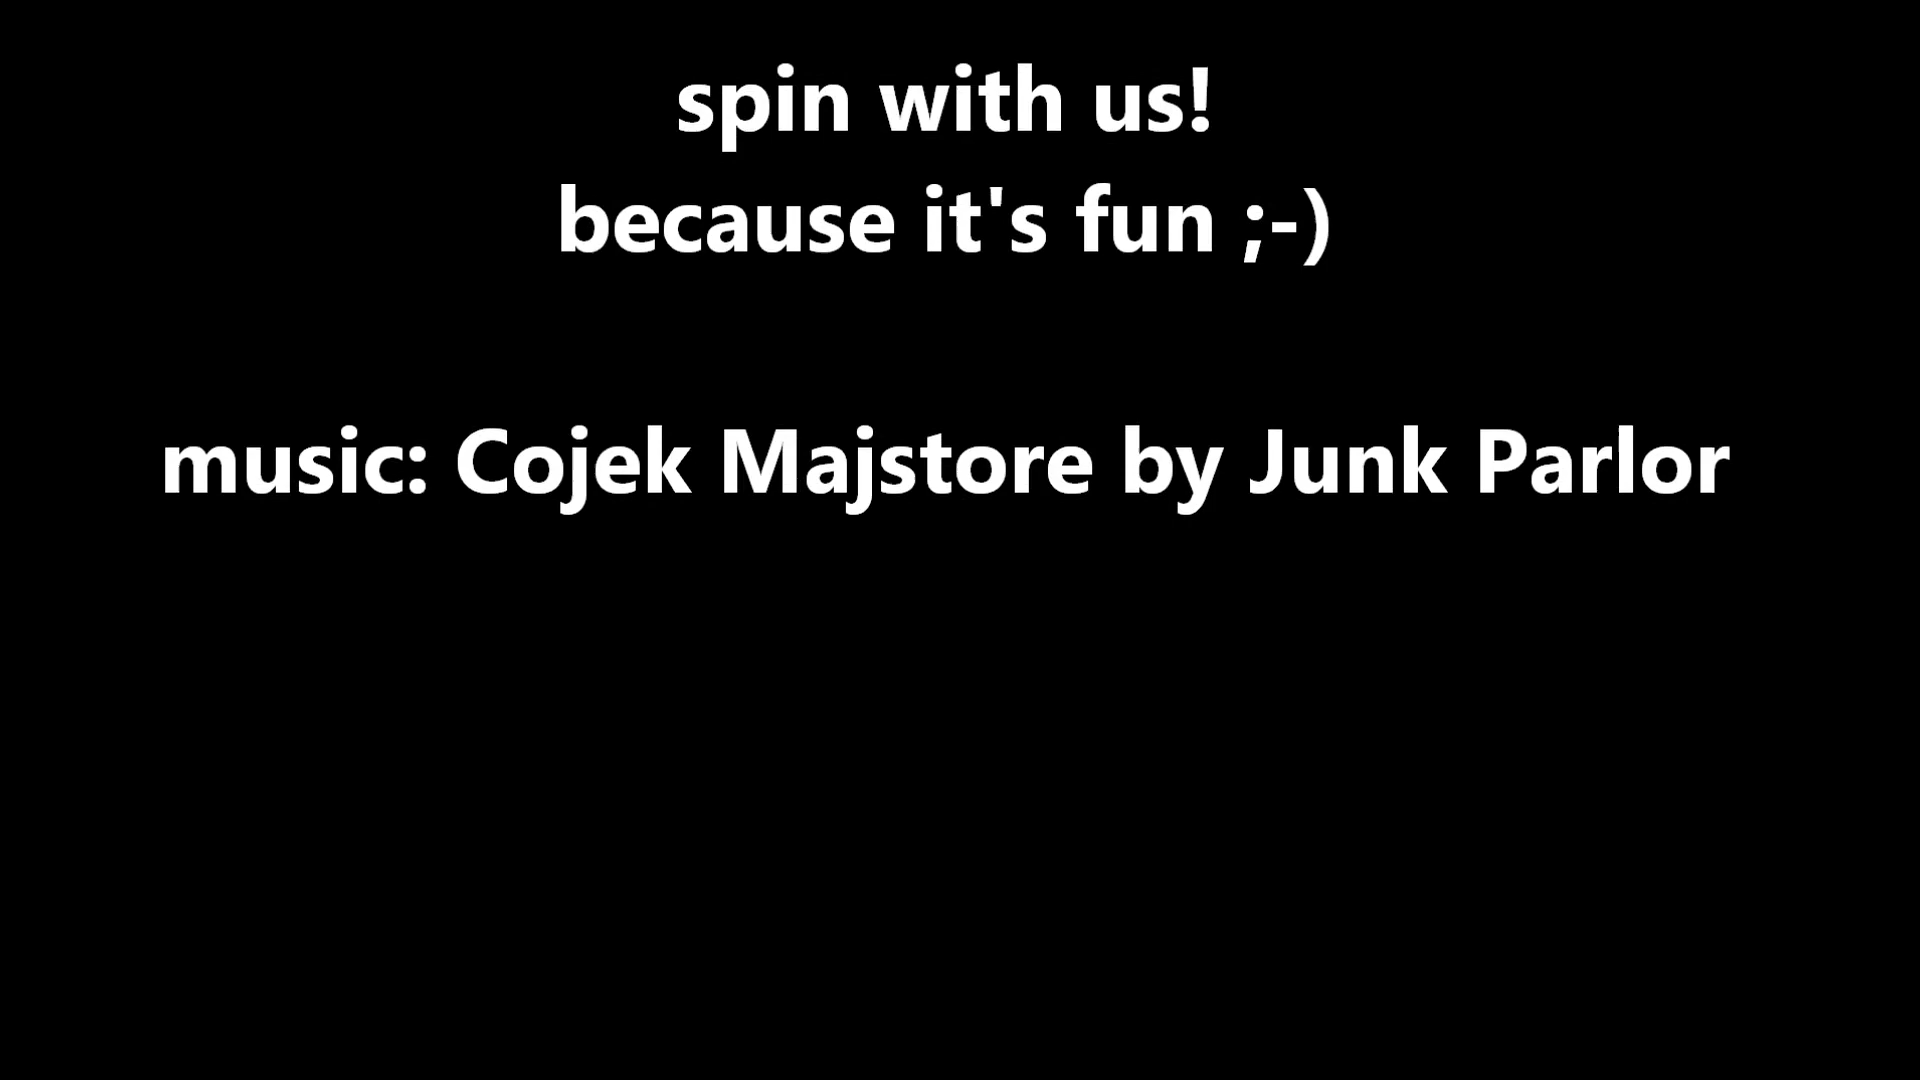 spin with us!
because it's fun ;-)
music: Cojek Majstore by Junk Parlor